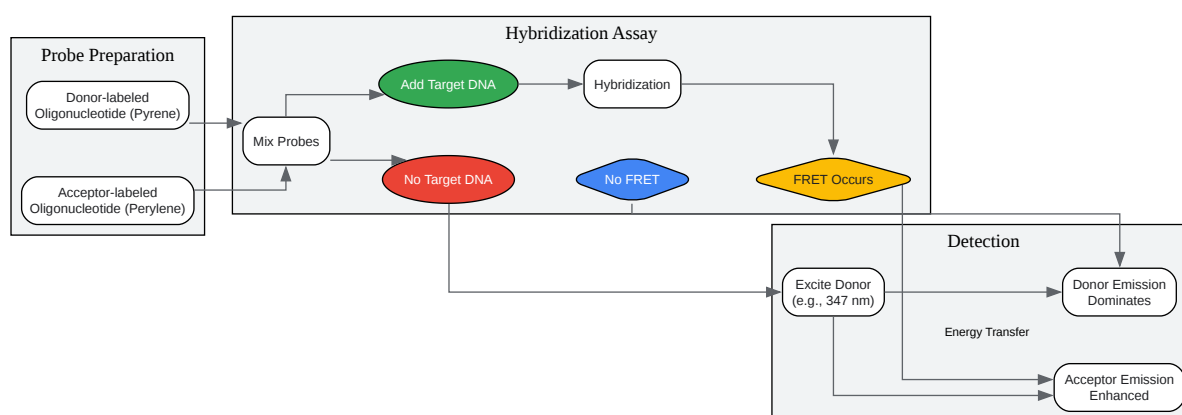 Probe Preparation
Donor-labeled
Oligonucleotide (Pyrene)
Acceptor-labeled
Oligonucleotide (Perylene)
Hybridization Assay
Mix Probes
Add Target DNA
Hybridization
No Target DNA
No FRET
FRET Occurs
Detection
Excite Donor
(e.g., 347 nm)
Donor Emission
Dominates
Energy Transfer
Acceptor Emission
Enhanced